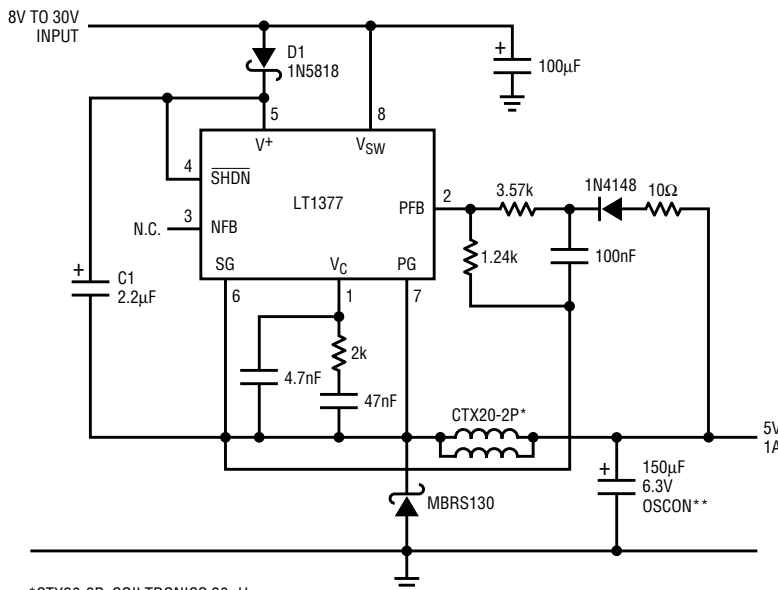 8V TO 30V
INPUT
D1
1N5818
+
100µF
5
8
V+
VSW
4
SHDN
LT1377
3.57k
1N4148
10Ω
2
PFB
3
N.C.
NFB
1.24k
100nF
SG
VC
PG
+
C1
2.2µF
6
1
7
2k
4.7nF
47nF
CTX20-2P*
5V
1A
+
150µF
6.3V
OSCON**
MBRS130